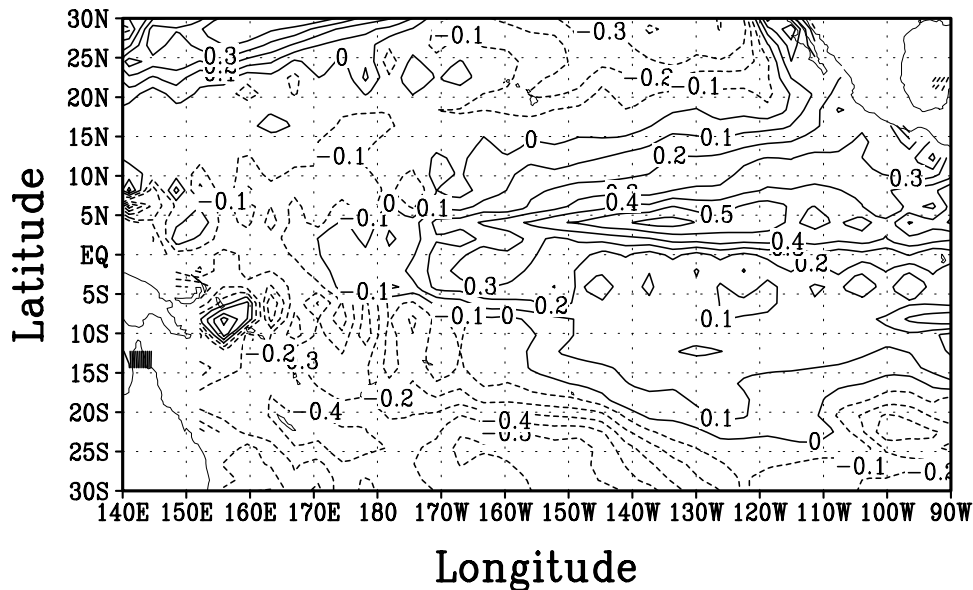 30N
25N
20N
15N
10N
5N
EQ
5S
10S
15S
20S
25S
30S
Latitude
140E 150E 160E 170E 180 170W 160W 150W 140W 130W 120W 110W 100W 90W
Longitude
−0.1
−0.3
0.3
0
−0.2
−0.1
0
0.1
−0.1
0.2
0.3
−0.1
0
0.1
0.4
0.5
−0.1
0.4
0.2
−0.1
0.3
0.2
−0.1
0
0.1
−0.2
−0.2
−0.4
−0.4
0.1
0
−0.1